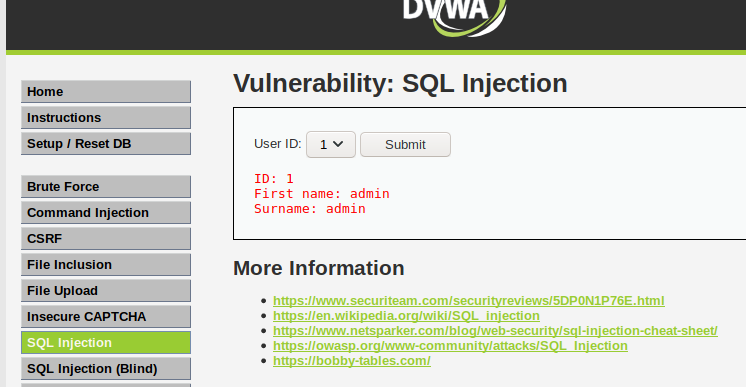 DVWA
Home
Instructions
Setup / Reset DB
Brute Force
Command Injection
CSRF
File Inclusion
File Upload
Insecure CAPTCHA
SQL Injection
SQL Injection (Blind)
Vulnerability: SQL Injection
User ID: 1 Submit
ID: 1
First name: admin
Surname: admin
More Information
https://www.securiteam.com/securityreviews/5DP0N1P76E.html
https://en.wikipedia.org/wiki/SQL_injection
https://www.netsparker.com/blog/web-security/sql-injection-cheat-sheet/
https://owasp.org/www-community/attacks/SQL_Injection
https://bobby-tables.com/